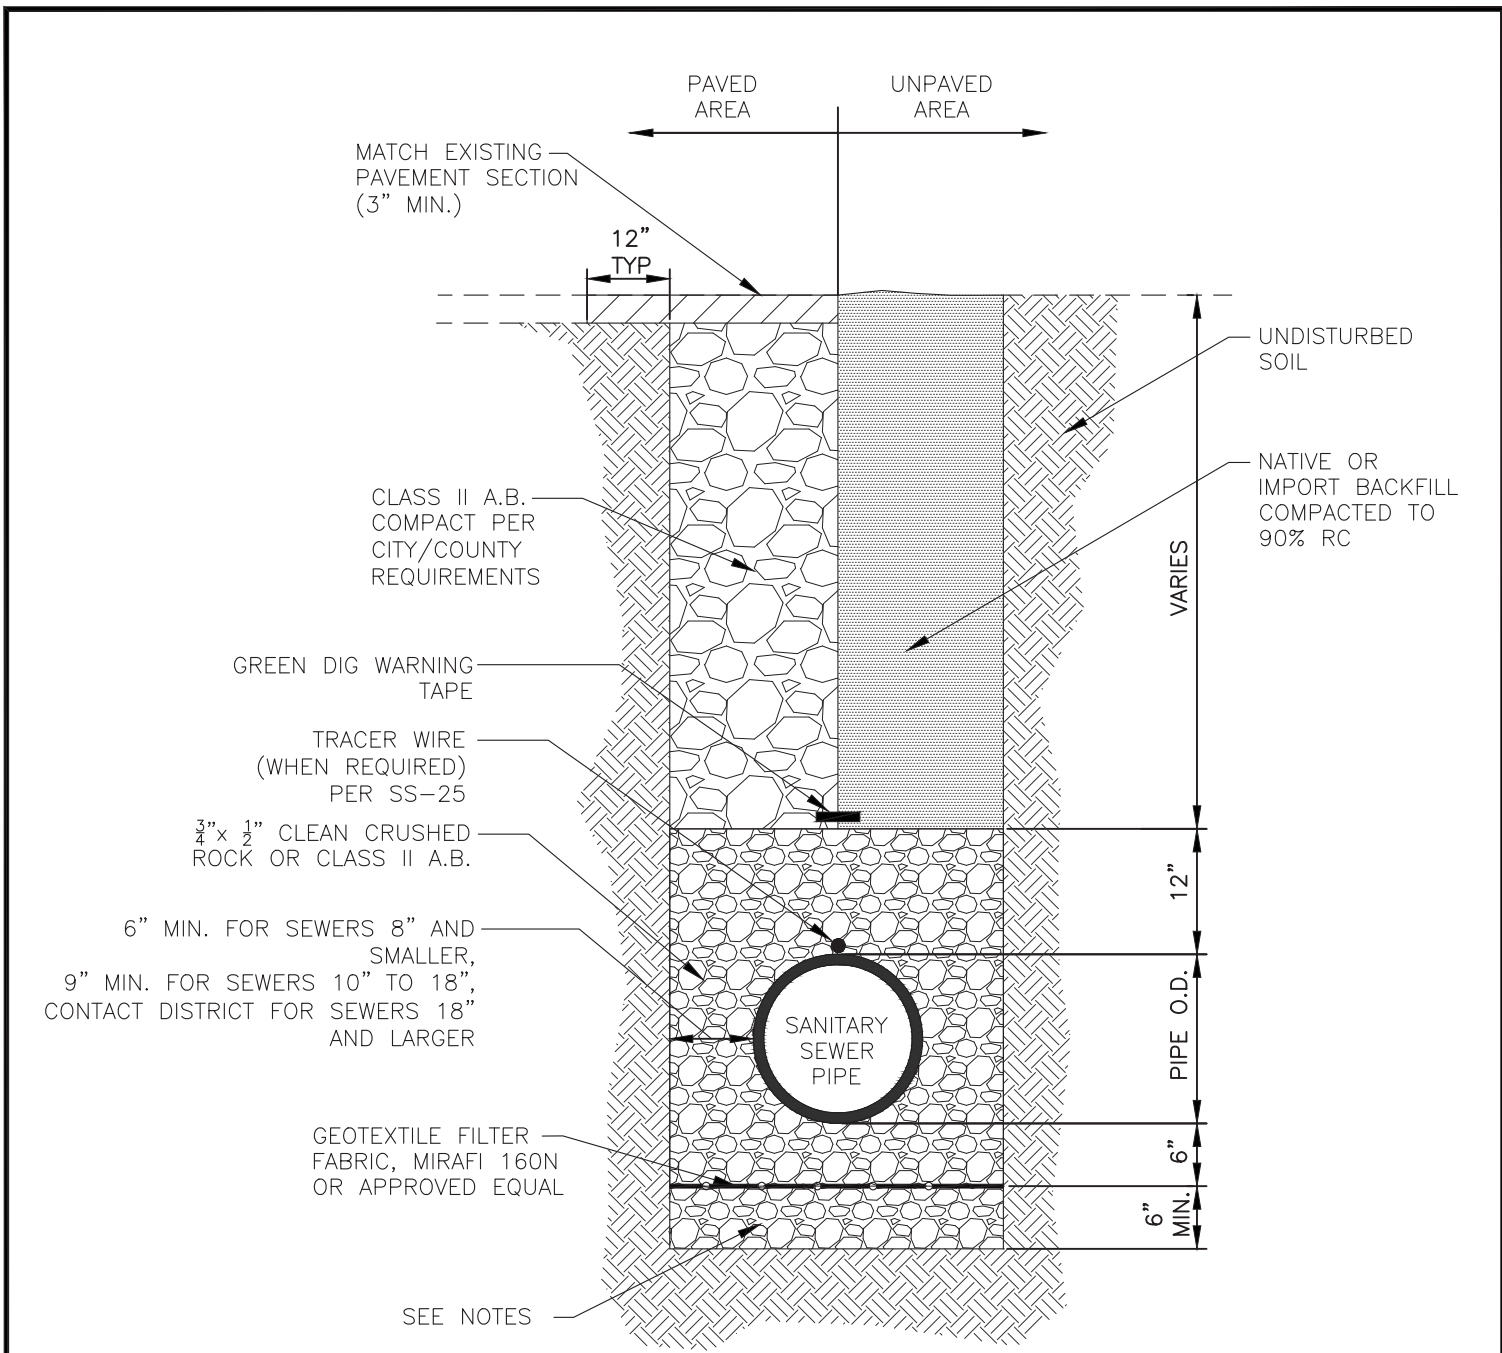 PAVED
AREA
UNPAVED
AREA
MATCH EXISTING
PAVEMENT SECTION
(3” MIN.)
12”
TYP
UNDISTURBED
SOIL
NATIVE OR
IMPORT BACKFILL
COMPACTED TO
90% RC
CLASS II A.B.
COMPACT PER
CITY/COUNTY
REQUIREMENTS
VARIES
GREEN DIG WARNING
TAPE
TRACER WIRE
(WHEN REQUIRED)
PER SS-25
3/4”x 1/2” CLEAN CRUSHED
ROCK OR CLASS II A.B.
12”
6” MIN. FOR SEWERS 8” AND
SMALLER,
9” MIN. FOR SEWERS 10” TO 18”,
CONTACT DISTRICT FOR SEWERS 18”
AND LARGER
SANITARY
SEWER
PIPE
PIPE O.D.
GEOTEXTILE FILTER
FABRIC, MIRAFI 160N
OR APPROVED EQUAL
6”
6”
MIN.
SEE NOTES